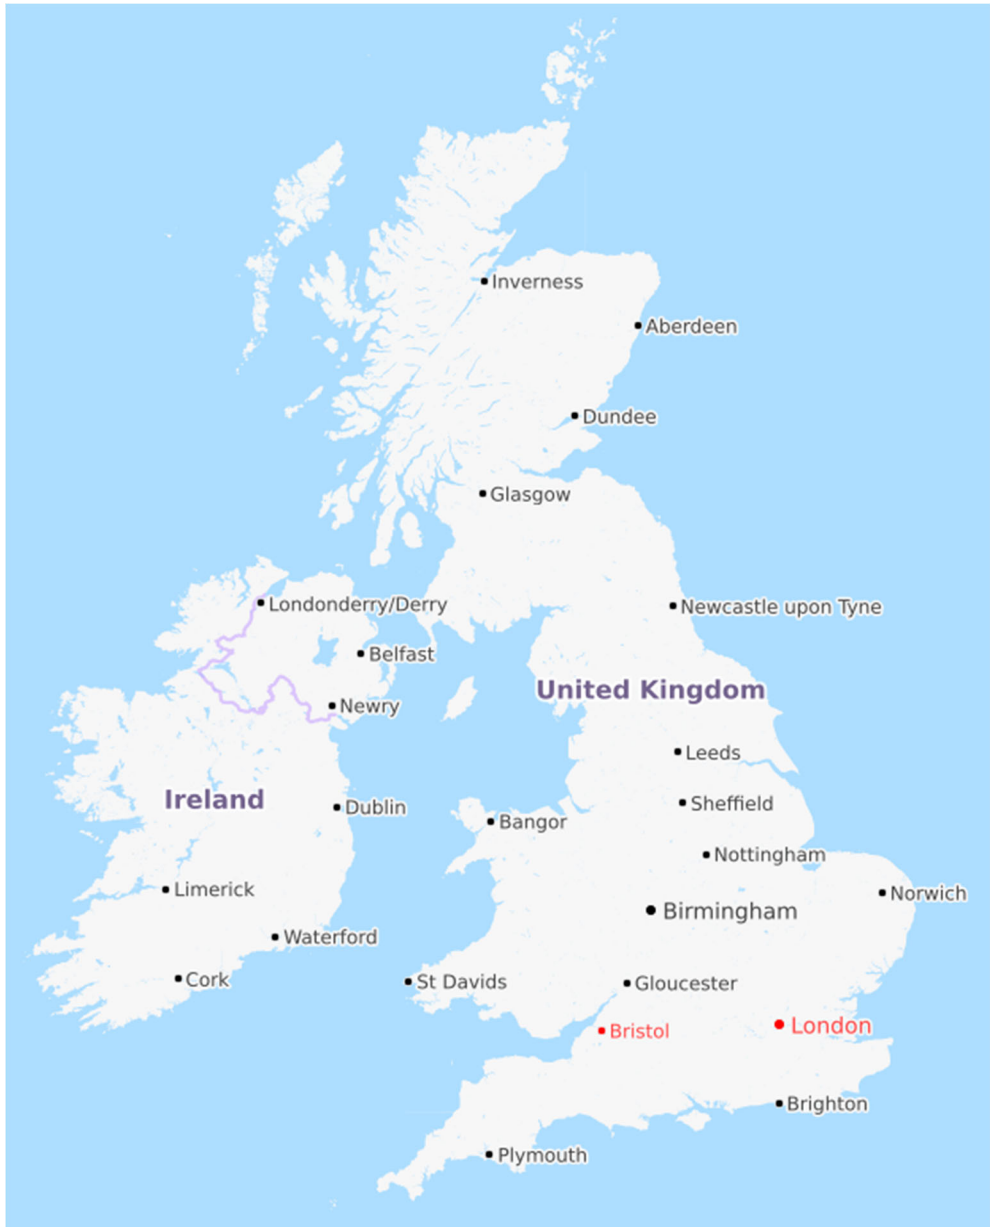 Inverness
Aberdeen
Dundee
Glasgow
Londonderry/Derry
Newcastle upon Tyne
Belfast
United Kingdom
Newry
Leeds
Ireland
Sheffield
Dublin
Bangor
Nottingham
Limerick
Norwich
Birmingham
Waterford
Cork
St Davids
Gloucester
London
Bristol
Brighton
Plymouth